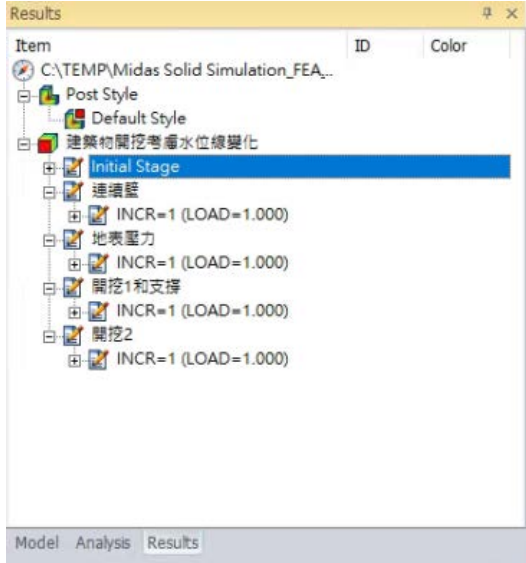 Results
Item ID Color
C:\TEMP\Midas Solid Simulation_FEA_...
Post Style
Default Style
建築物開挖考慮水位線變化
Initial Stage
連續壁
INCR=1 (LOAD=1.000)
地表壓力
INCR=1 (LOAD=1.000)
開挖1和支撐
INCR=1 (LOAD=1.000)
開挖2
INCR=1 (LOAD=1.000)
Model Analysis Results